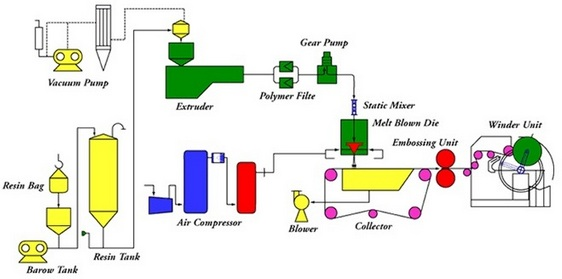 Gear Pump
Vacuum Pump
Extruder
Polymer Filte
Static Mixer
Melt Blown Die
Winder Unit
Embossing Unit
Resin Bag
Air Compressor
Blower
Collector
Resin Tank
Barow Tank